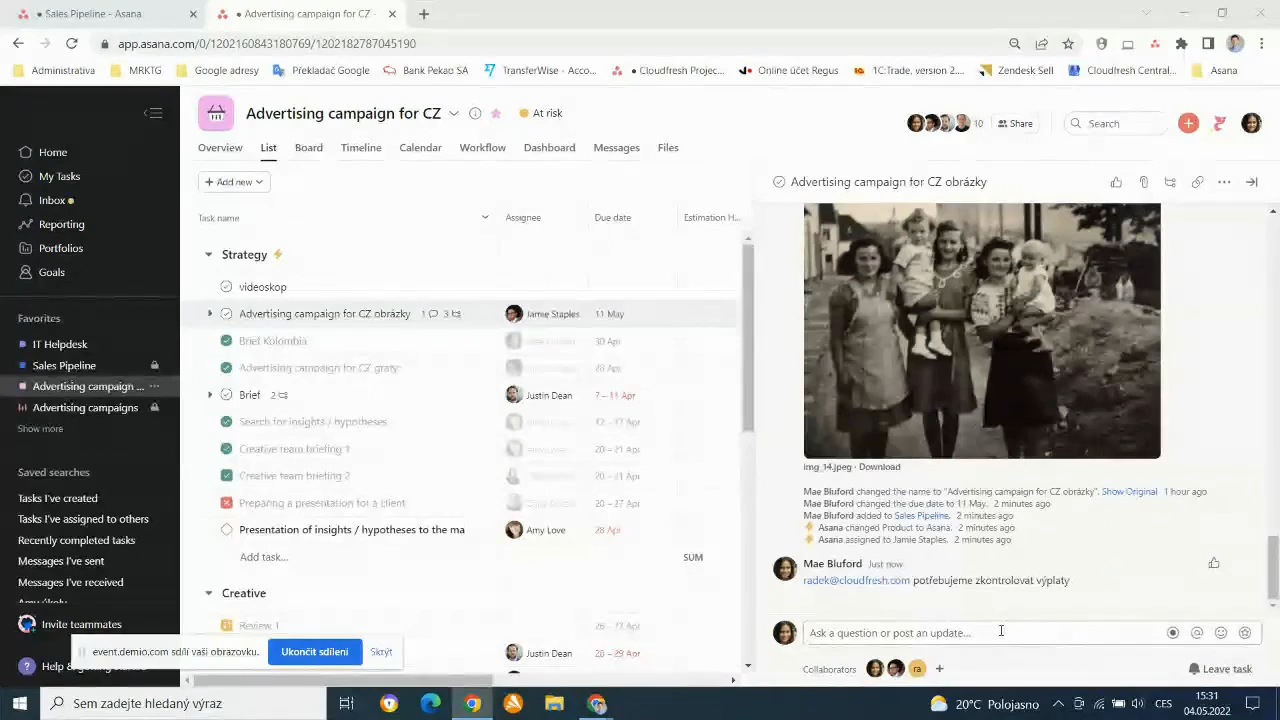 Sales Pipeline - Asana
Advertising campaign for CZ
app.asana.com/0/1202160843180769/1202182787045190
Administrativa
MRKTG
Google adresy
Překladač Google
Bank Pekao SA
TransferWise - Acco...
Cloudfresh Projec...
Online účet Regus
1C:Trade, version 2....
Zendesk Sell
Cloudfresh Central...
Asana
Home
My Tasks
Inbox
Reporting
Portfolios
Goals
Favorites
IT Helpdesk
Sales Pipeline
Advertising campaign ...
Advertising campaigns
Show more
Saved searches
Tasks I've created
Tasks I've assigned to others
Recently completed tasks
Messages I've sent
Messages I've received
Invite teammates
Advertising campaign for CZ
At risk
10
Share
Search
Overview
List
Board
Timeline
Calendar
Workflow
Dashboard
Messages
Files
+ Add new
Task name
Assignee
Due date
Estimation H...
Strategy
videoskop
Advertising campaign for CZ obrázky 1 3 Jamie Staples 11 May
Brief Kolombia 30 Apr
Advertising campaign for CZ grafy 28 Apr
Brief 2 Justin Dean 7 – 11 Apr
Search for insights / hypotheses 12 – 17 Apr
Creative team briefing 1 20 – 21 Apr
Creative team briefing 2 20 – 21 Apr
Preparing a presentation for a client 20 – 27 Apr
Presentation of insights / hypotheses to the ma Amy Love 28 Apr
Add task...
SUM
Creative
Review 1
Justin Dean 28 – 29 Apr
Advertising campaign for CZ obrázky
img_14.jpeg · Download
Mae Bluford changed the name to "Advertising campaign for CZ obrázky". Show Original 1 hour ago
Mae Bluford changed the due date to 11 May. 2 minutes ago
Mae Bluford added to Sales Pipeline. 2 minutes ago
Asana changed Product to Asana. 2 minutes ago
Asana assigned to Jamie Staples. 2 minutes ago
Mae Bluford Just now
radek@cloudfresh.com potřebujeme zkontrolovat výplaty
Ask a question or post an update...
Collaborators
ra
Leave task
event.demio.com sdílí vaši obrazovku.
Ukončit sdílení
Skrýt
Sem zadejte hledaný výraz
20°C Polojasno
CES
15:31
04.05.2022